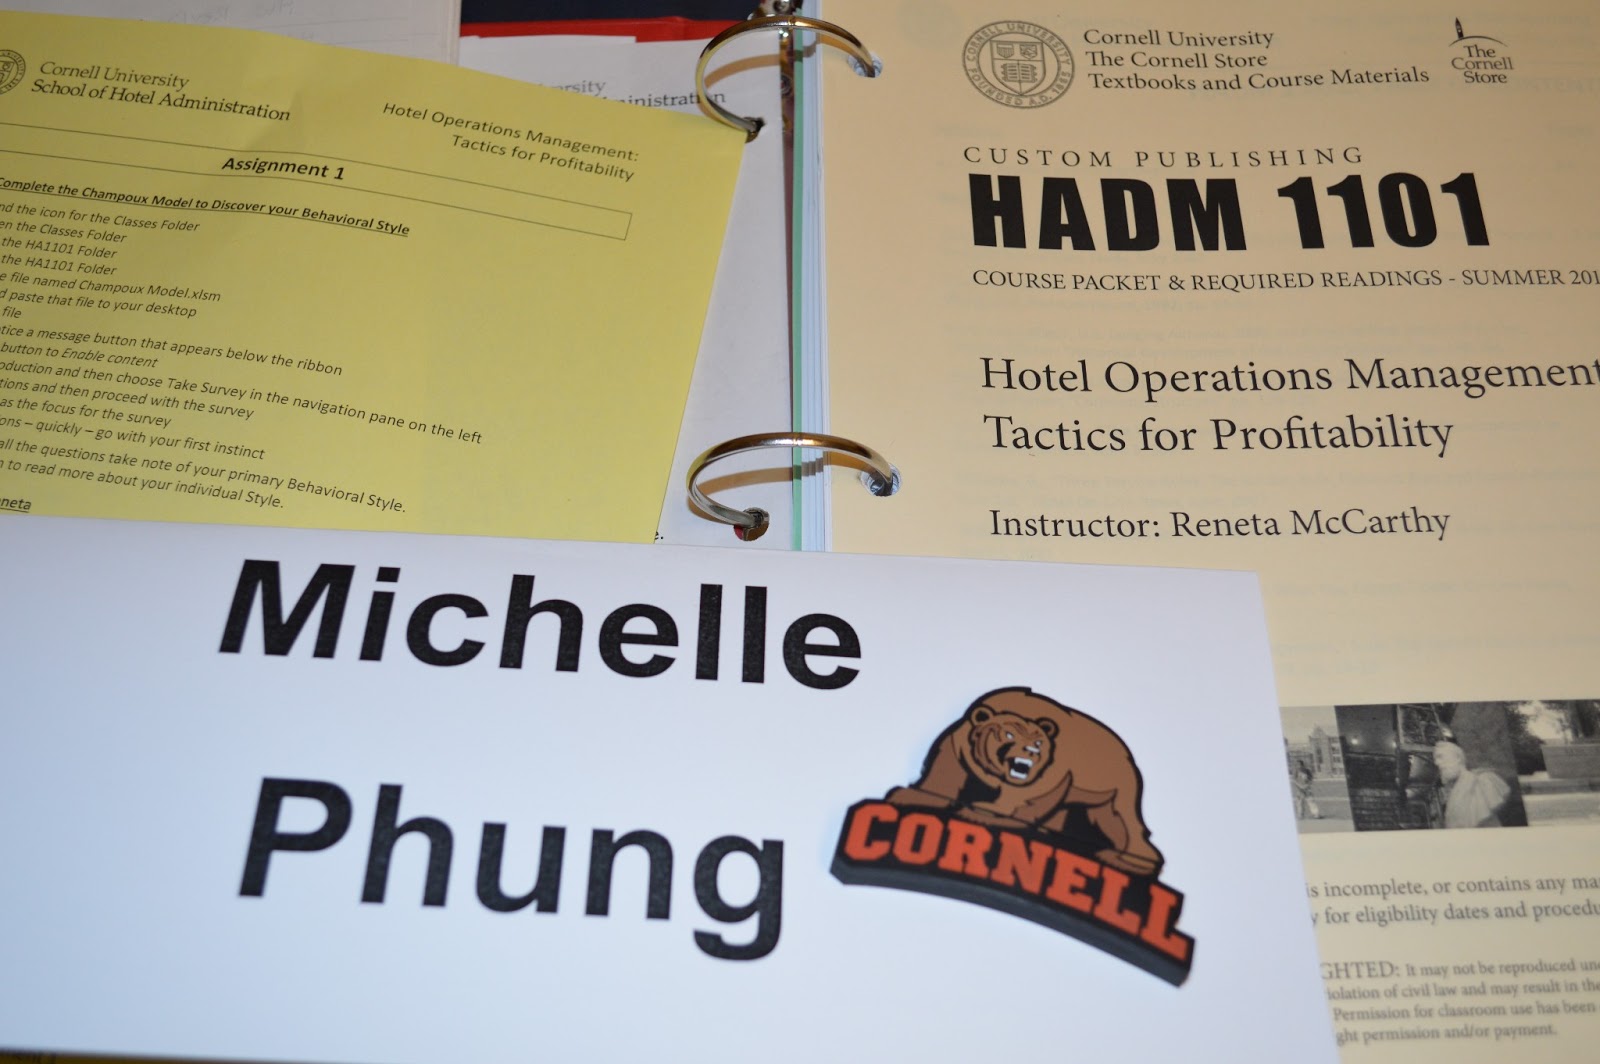 Cornell University
School of Hotel Administration
Hotel Operations Management:
Tactics for Profitability
Assignment 1
Complete the Champoux Model to Discover your Behavioral Style
the icon for the Classes Folder
the Classes Folder
the HA1101 Folder
the HA1101 Folder
file named Champoux Model.xlsm
paste that file to your desktop
file
a message button that appears below the ribbon
button to Enable content
and then choose Take Survey in the navigation pane on the left
and then proceed with the survey
as the focus for the survey
– quickly – go with your first instinct
all the questions take note of your primary Behavioral Style.
to read more about your individual Style.
Cornell University
The Cornell Store
Textbooks and Course Materials
The
Cornell
Store
CUSTOM PUBLISHING
HADM 1101
COURSE PACKET & REQUIRED READINGS - SUMMER 201
Hotel Operations Management
Tactics for Profitability
Instructor: Reneta McCarthy
Michelle
Phung
CORNELL
is incomplete, or contains any
for eligibility dates and
GHTED: It may not be reproduced
of civil law and may result in the
Permission for classroom use has been
permission and/or payment.